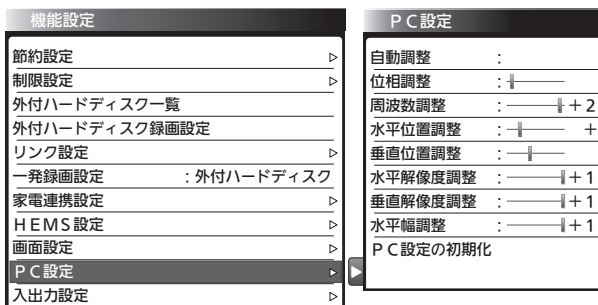 機能設定
節約設定
制限設定
外付ハードディスク一覧
外付ハードディスク録画設定
リンク設定
一発録画設定 :外付ハードディスク
家電連携設定
HEMS設定
画面設定
PC設定
入出力設定
PC設定
自動調整 :
位相調整 :
周波数調整 : +2
水平位置調整 : +
垂直位置調整 :
水平解像度調整 : +1
垂直解像度調整 : +1
水平幅調整 : +1
PC設定の初期化